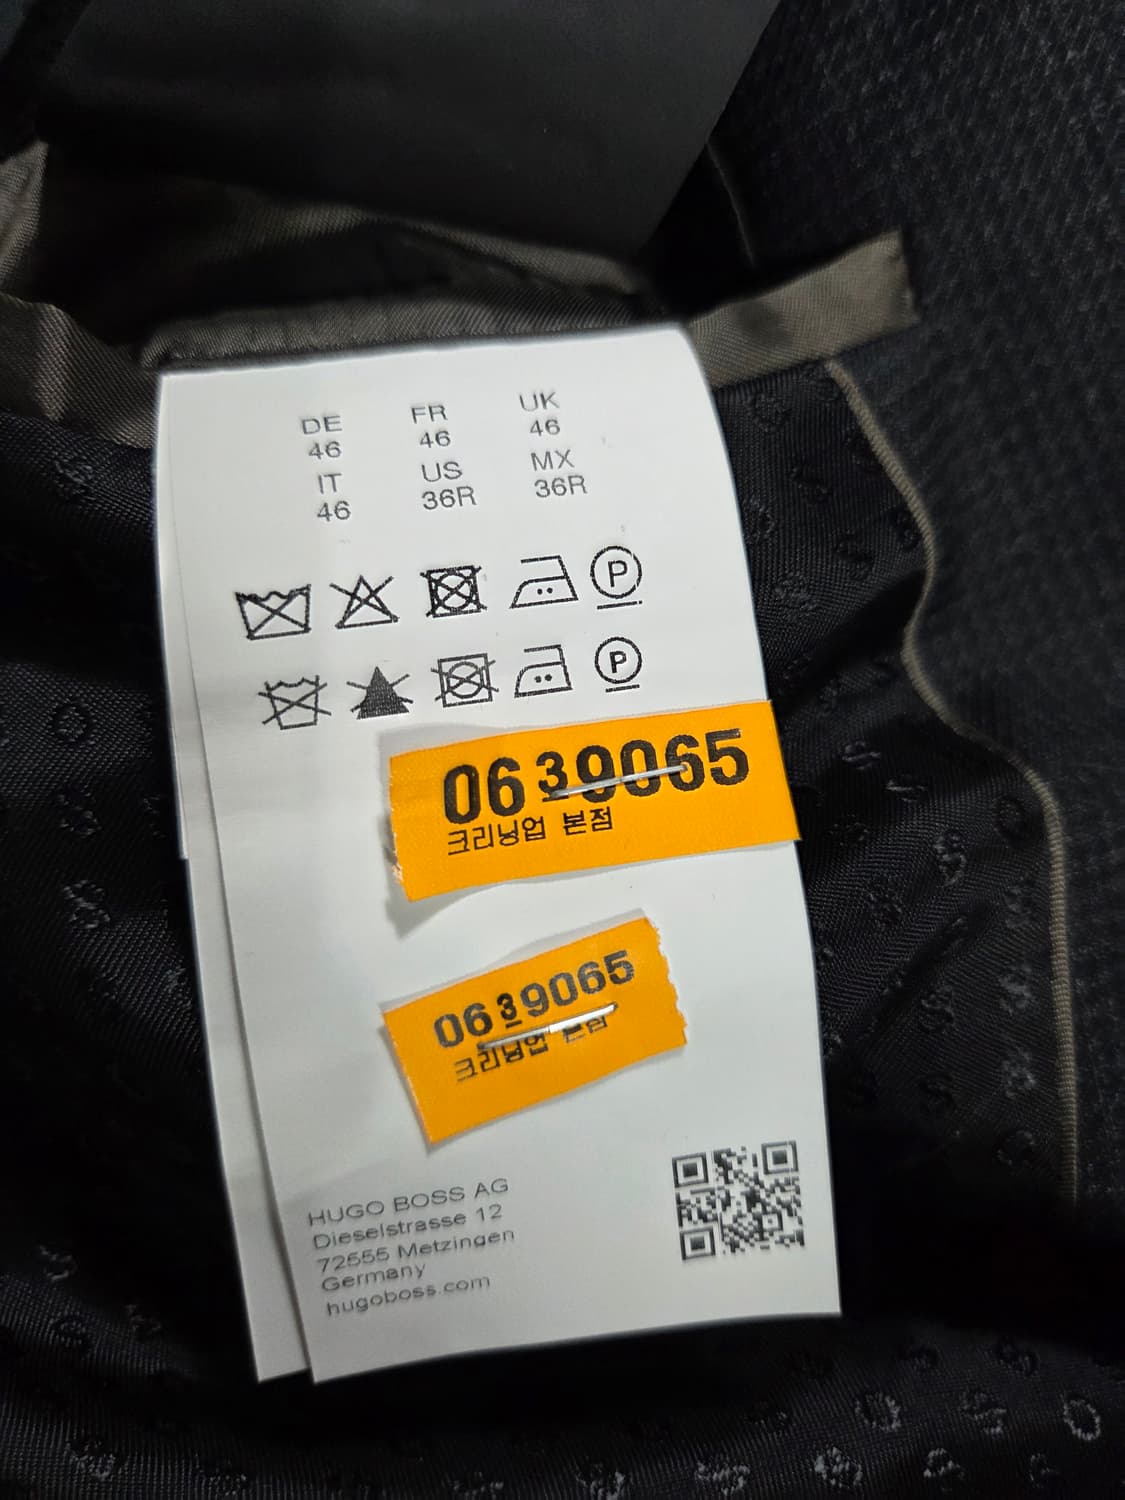 DE FR UK
46 46 46
IT US MX
46 36R 36R
P
P
0639065
크리닝업 본점
0639065
크리닝업 본점
HUGO BOSS AG
Dieselstrasse 12
72555 Metzingen
Germany
hugoboss.com